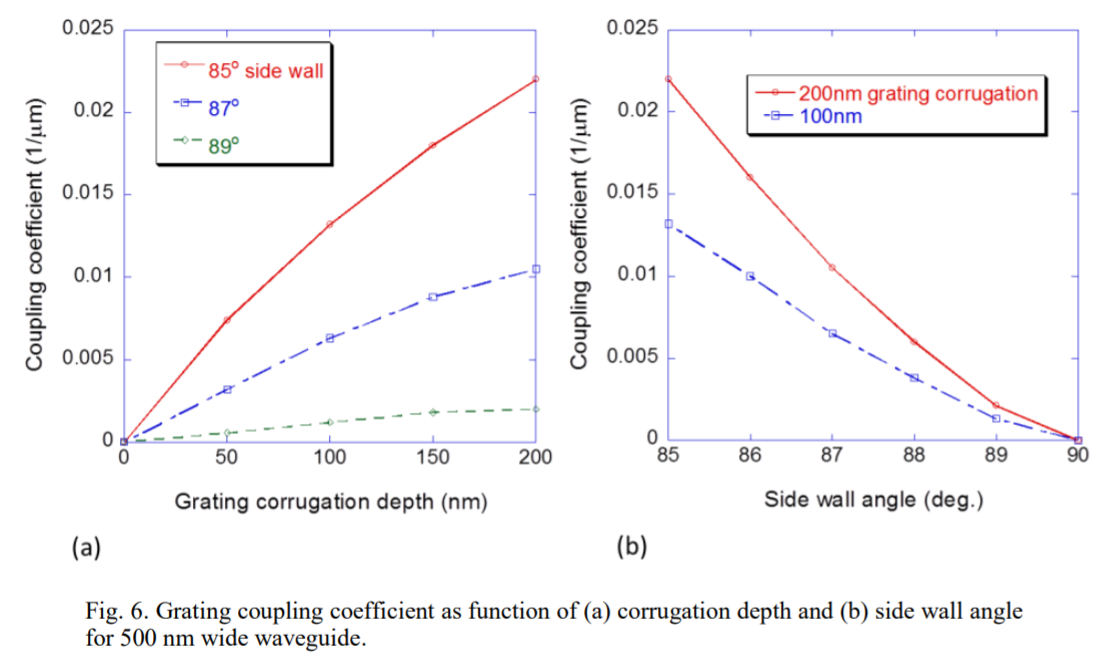 0.025
0.02
0.015
0.01
0.005
0
Coupling coefficient (1/μm)
85º side wall
87º
89º
0
50
100
150
200
Grating corrugation depth (nm)
(a)
0.025
0.02
0.015
0.01
0.005
0
Coupling coefficient (1/μm)
200nm grating corrugation
100nm
85
86
87
88
89
90
Side wall angle (deg.)
(b)
Fig. 6. Grating coupling coefficient as function of (a) corrugation depth and (b) side wall angle
for 500 nm wide waveguide.